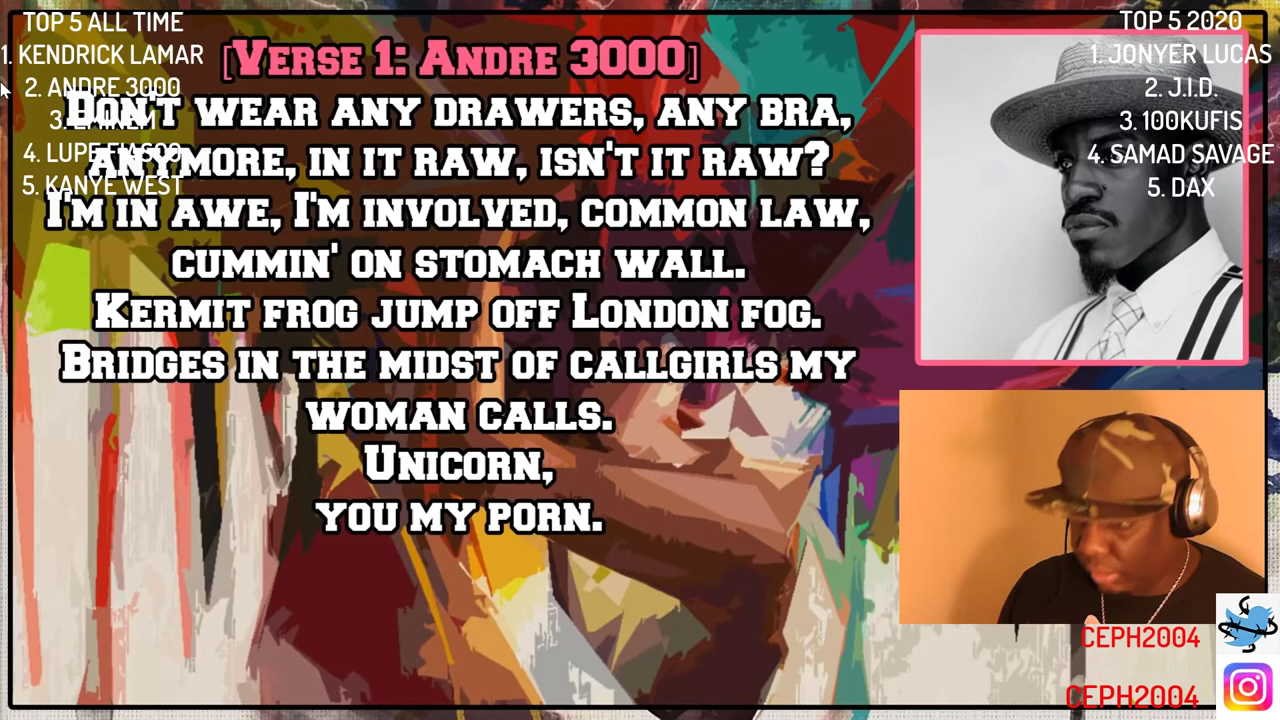 TOP 5 ALL TIME
1. KENDRICK LAMAR
2. ANDRE 3000
3. EMINEM
4. LUPE FIASCO
5. KANYE WEST
[Verse 1: Andre 3000]
Don't wear any drawers, any bra,
anymore, in it raw, isn't it raw?
I'm in awe, I'm involved, common law,
cummin' on stomach wall.
Kermit frog jump off London fog.
Bridges in the midst of callgirls my
woman calls.
Unicorn,
you my porn.
TOP 5 2020
1. JONYER LUCAS
2. J.I.D.
3. 100KUFIS
4. SAMAD SAVAGE
5. DAX
CEPH2004
CEPH2004